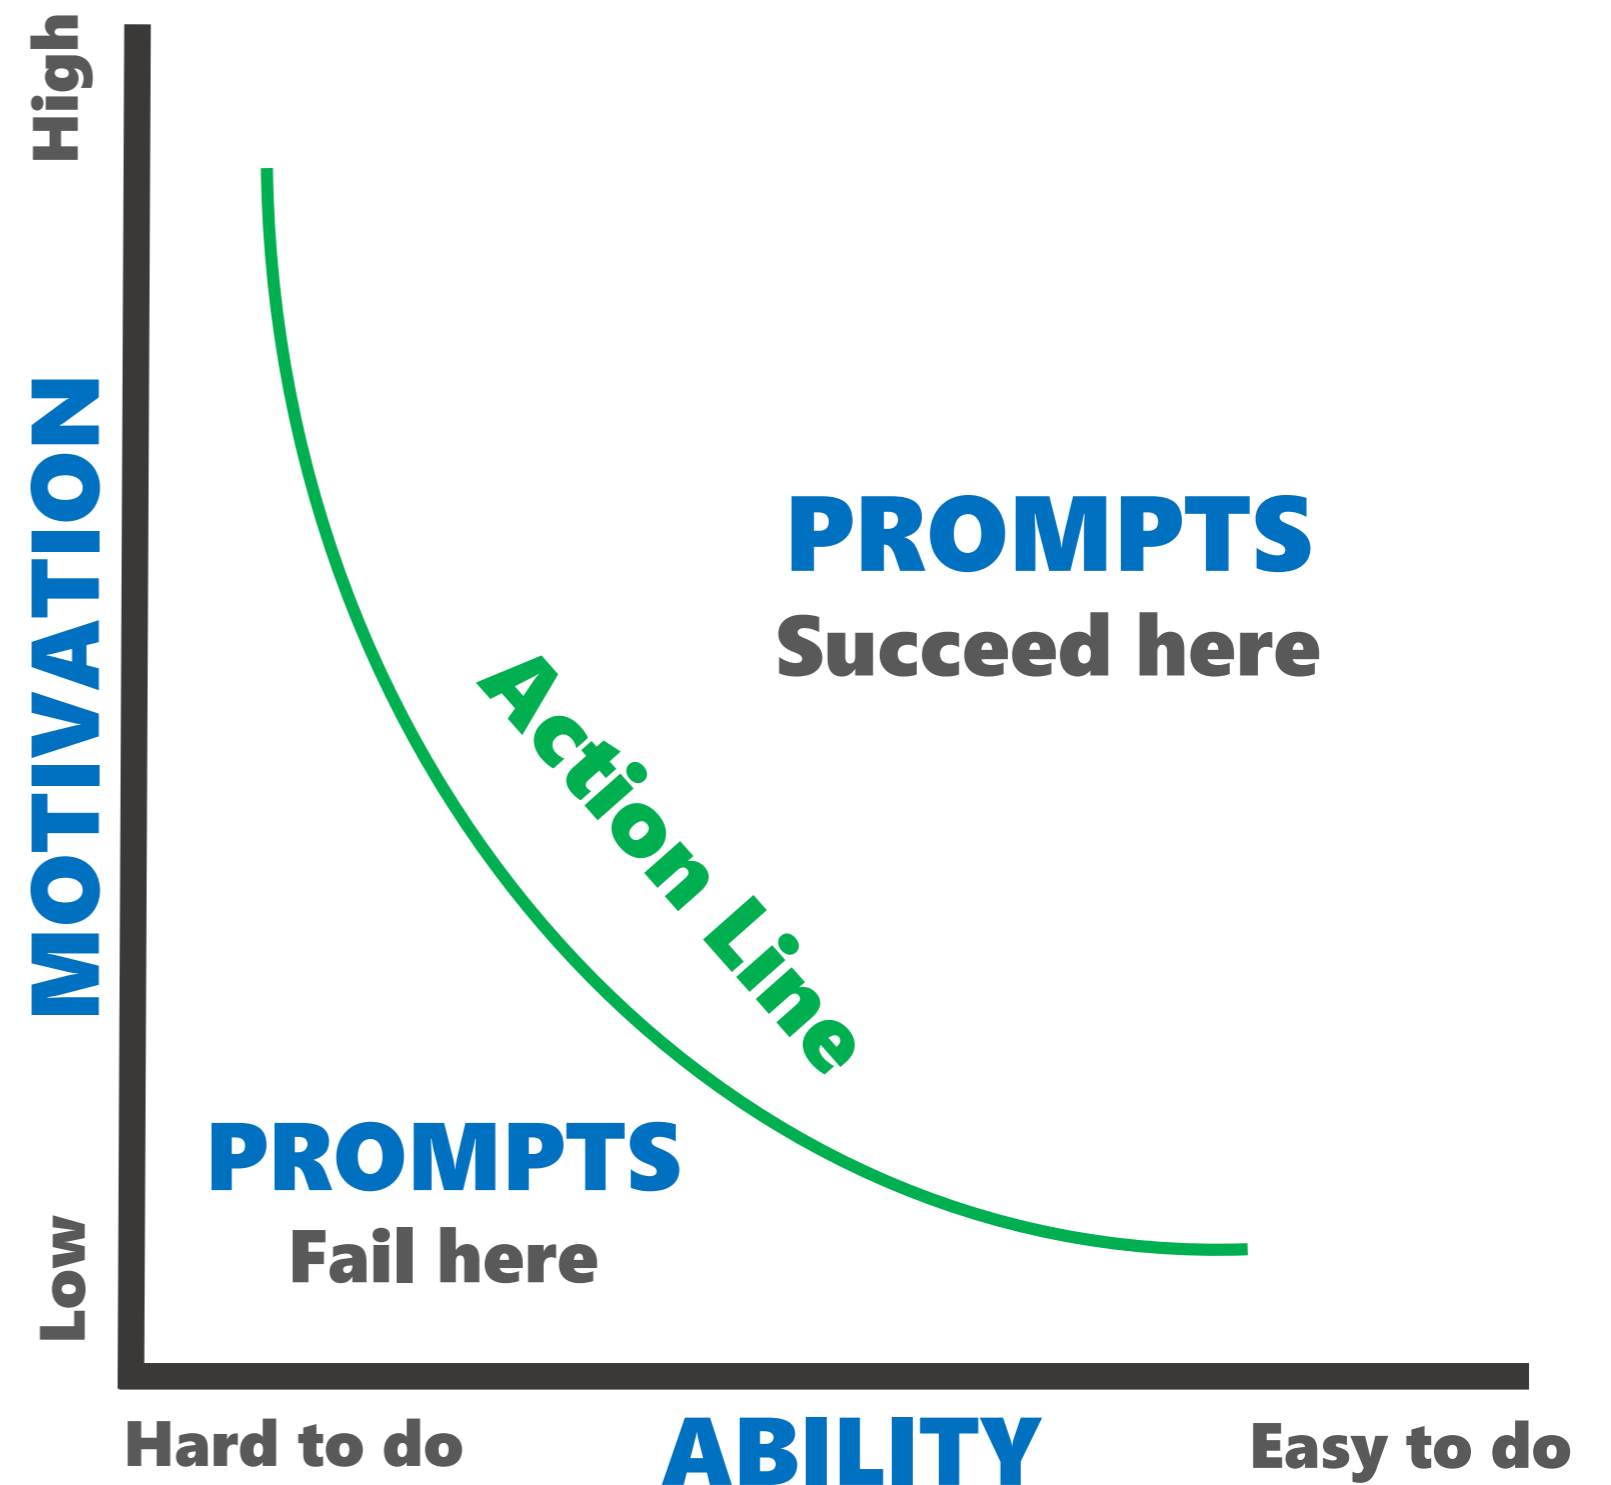 High
MOTIVATION
Low
PROMPTS
Succeed here
Action Line
PROMPTS
Fail here
Hard to do
ABILITY
Easy to do